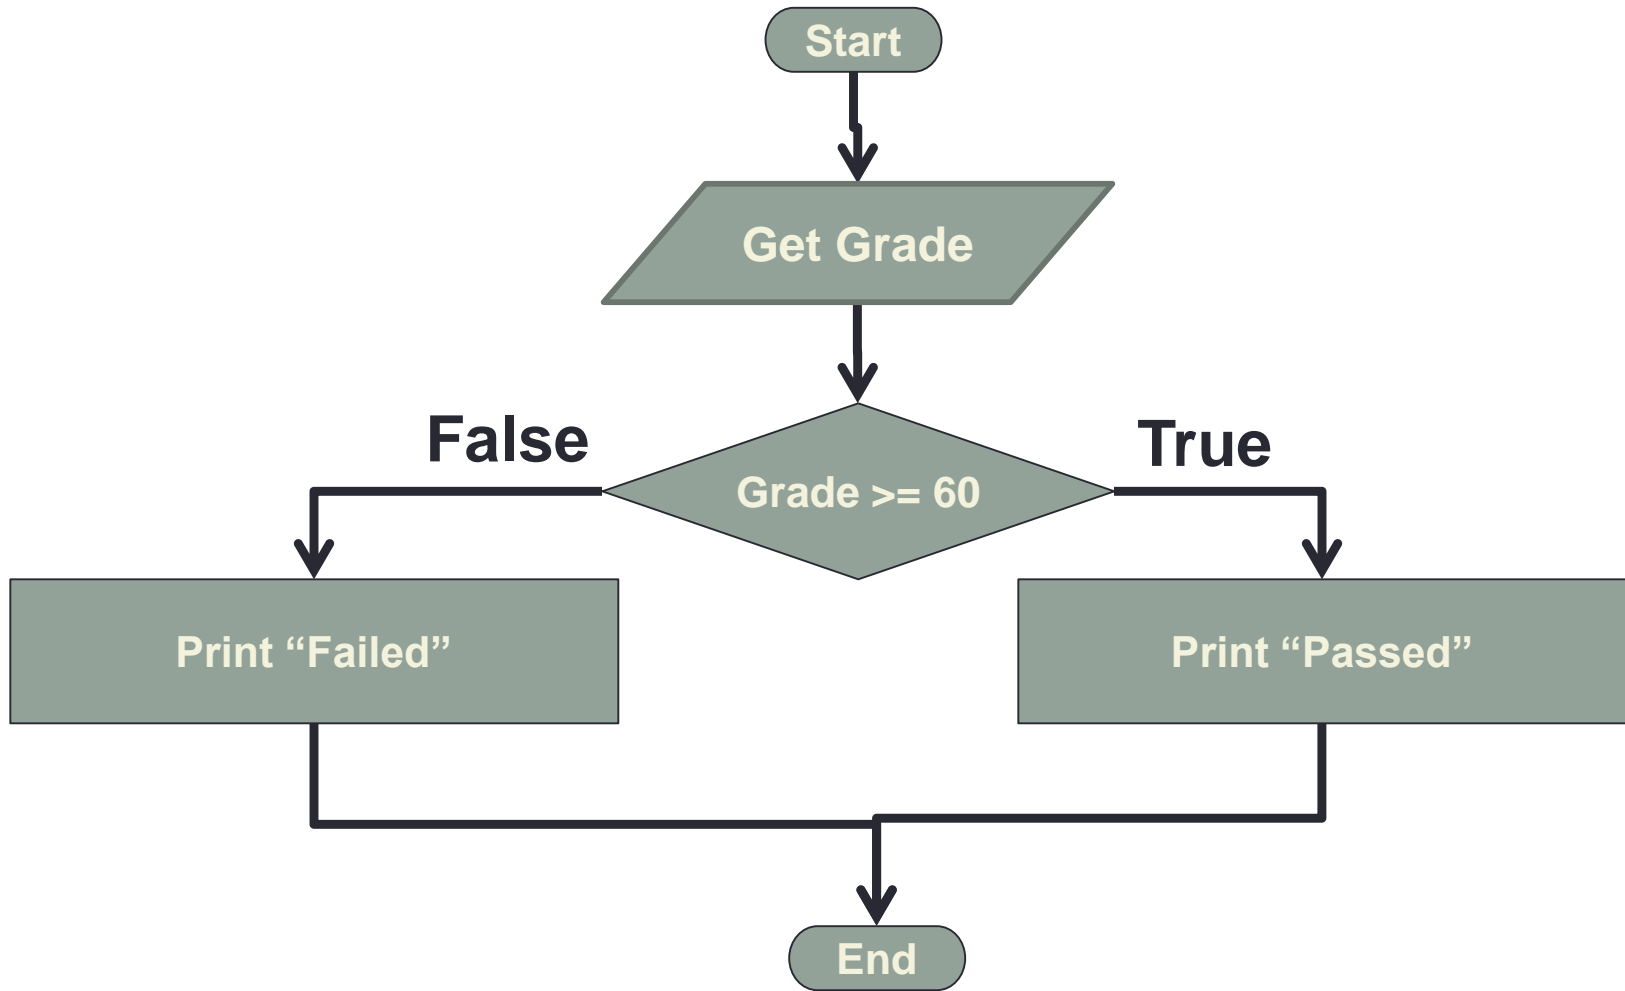 Start
Get Grade
False
True
Grade >= 60
Print “Failed”
Print “Passed”
End